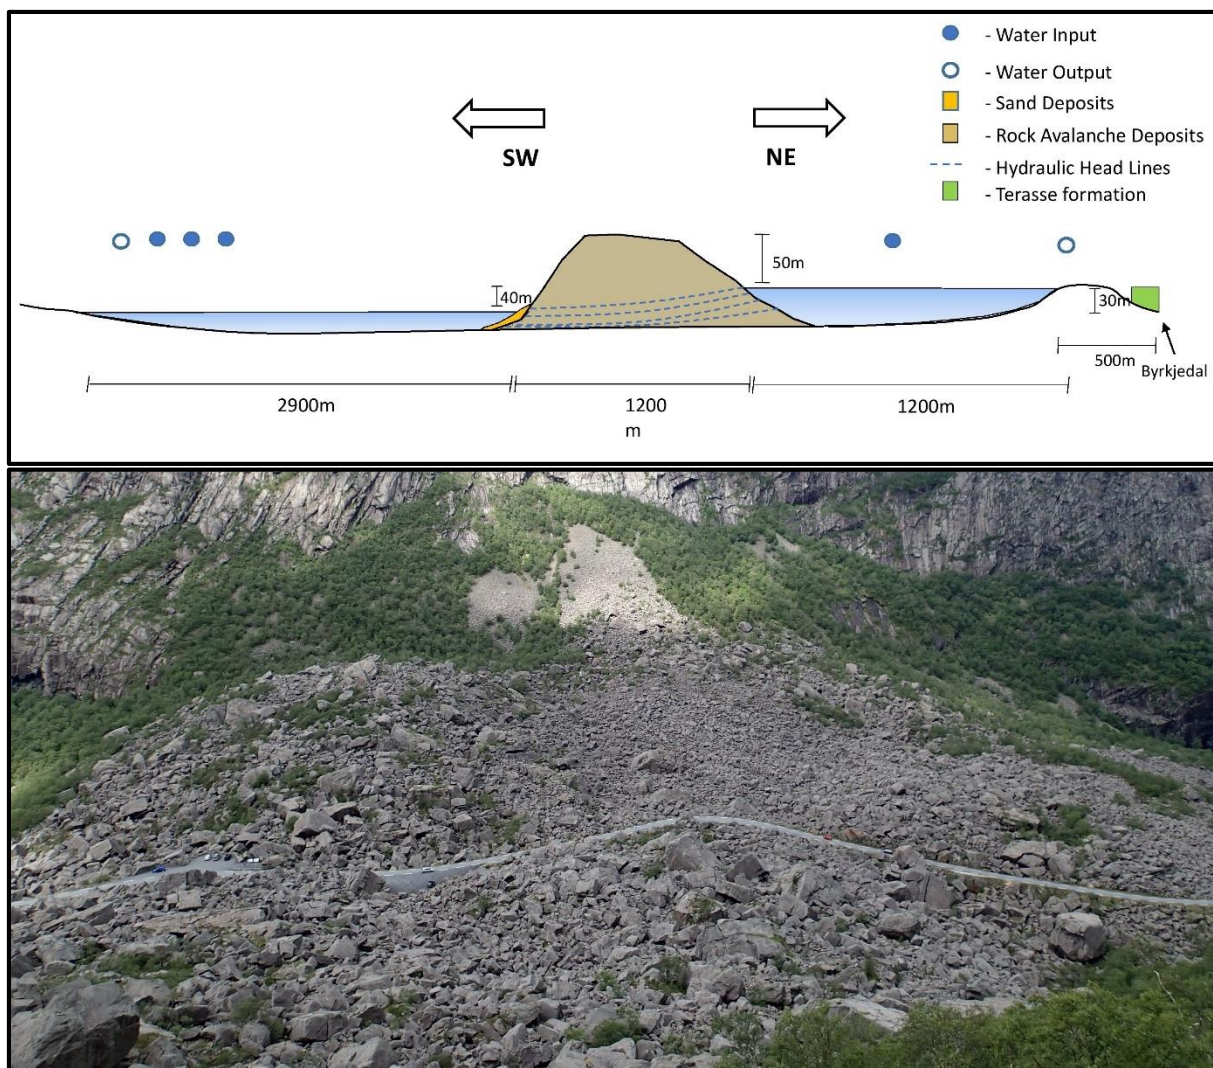 - Water Input
- Water Output
- Sand Deposits
- Rock Avalanche Deposits
- Hydraulic Head Lines
- Terasse formation
SW
NE
50m
40m
30m
500m
Byrkjedal
2900m
1200
m
1200m